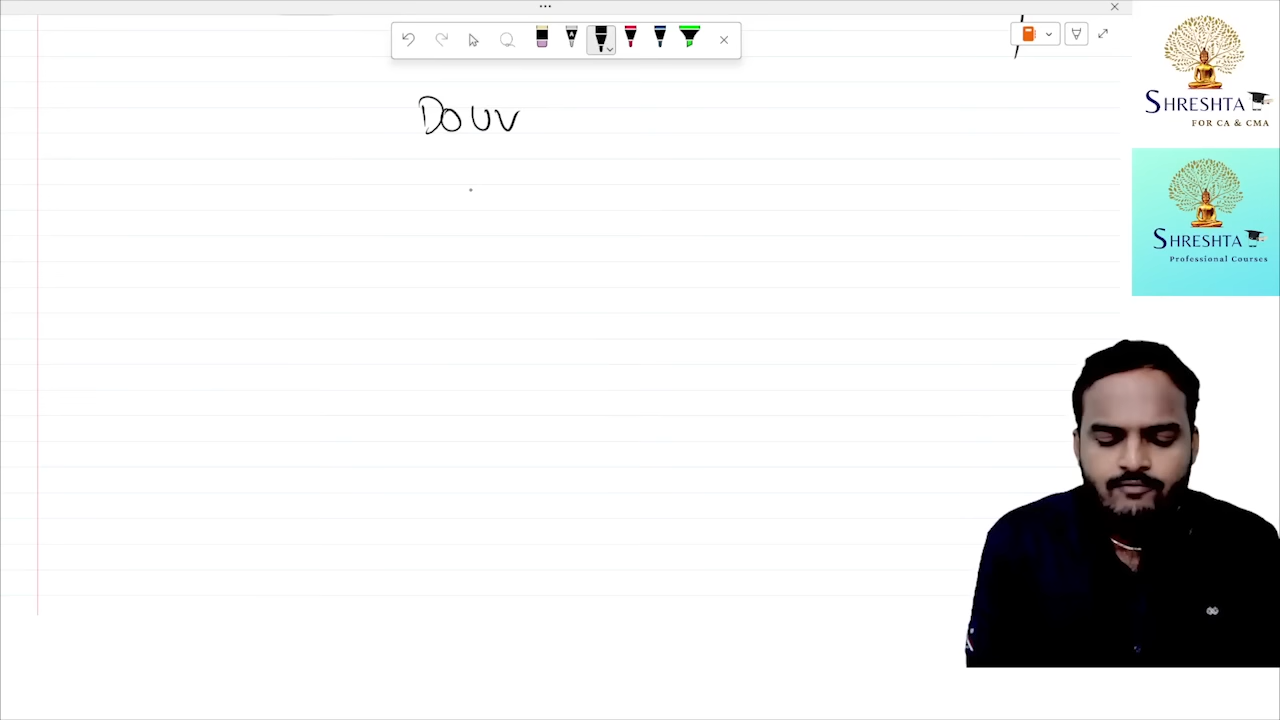 DOUV
SHRESHTA
FOR CA & CMA
SHRESHTA
Professional Courses